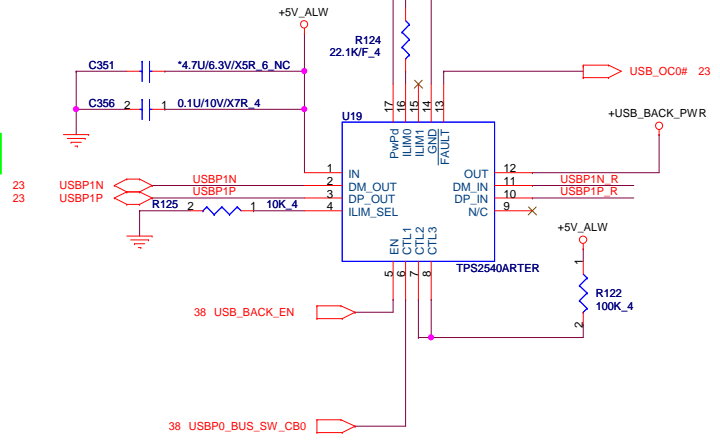 +5V_ALW
R124
22.1K/F_4
C351
*4.7U/6.3V/X5R_6_NC
C356 2 1 0.1U/10V/X7R_4
USB_OC0# 23
+USB_BACK_PWR
U19
17 16 15 14 13
PwPd ILIM0 ILIM1 GND FAULT
1 IN
OUT 12
23 USBP1N USBP1N 2 DM_OUT
DM_IN 11 USBP1N_R
23 USBP1P USBP1P 3 DP_OUT
DP_IN 10 USBP1P_R
R125 2 1 10K_4 4 ILIM_SEL
N/C 9
+5V_ALW
EN CTL1 CTL2 CTL3
5 6 7 8
TPS2540ARTER
1
R122
100K_4
2
38 USB_BACK_EN
38 USBP0_BUS_SW_CB0